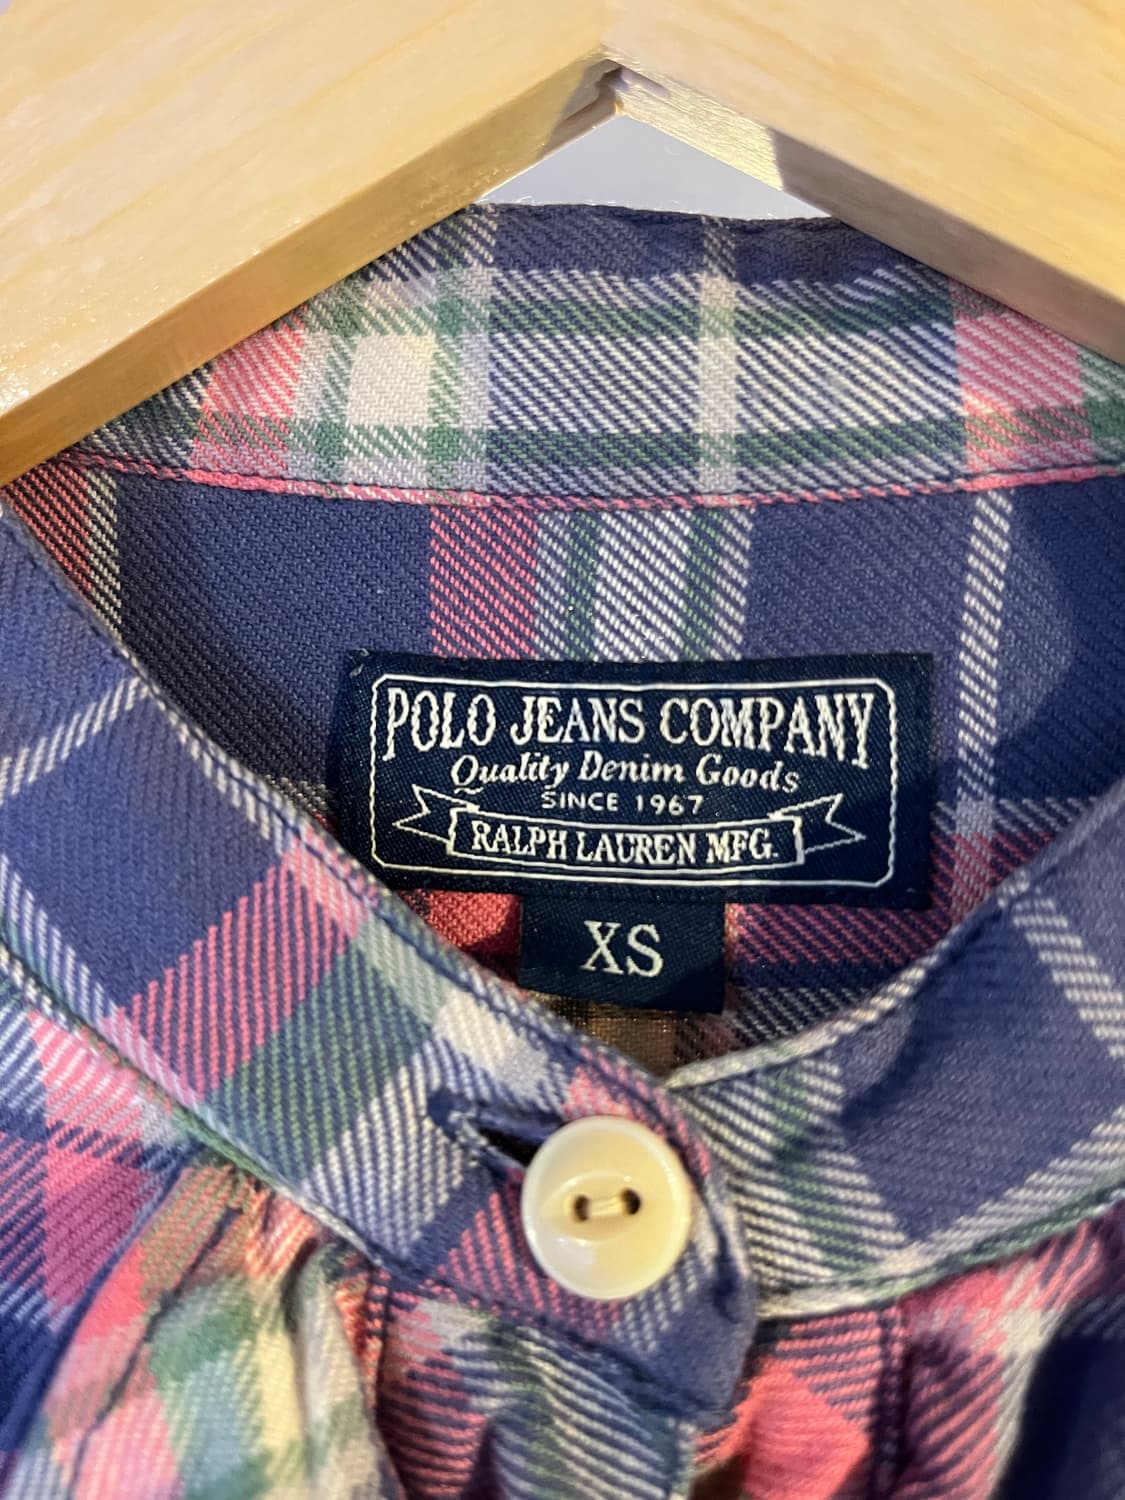 POLO JEANS COMPANY
Quality Denim Goods
SINCE 1967
RALPH LAUREN MFG.
XS